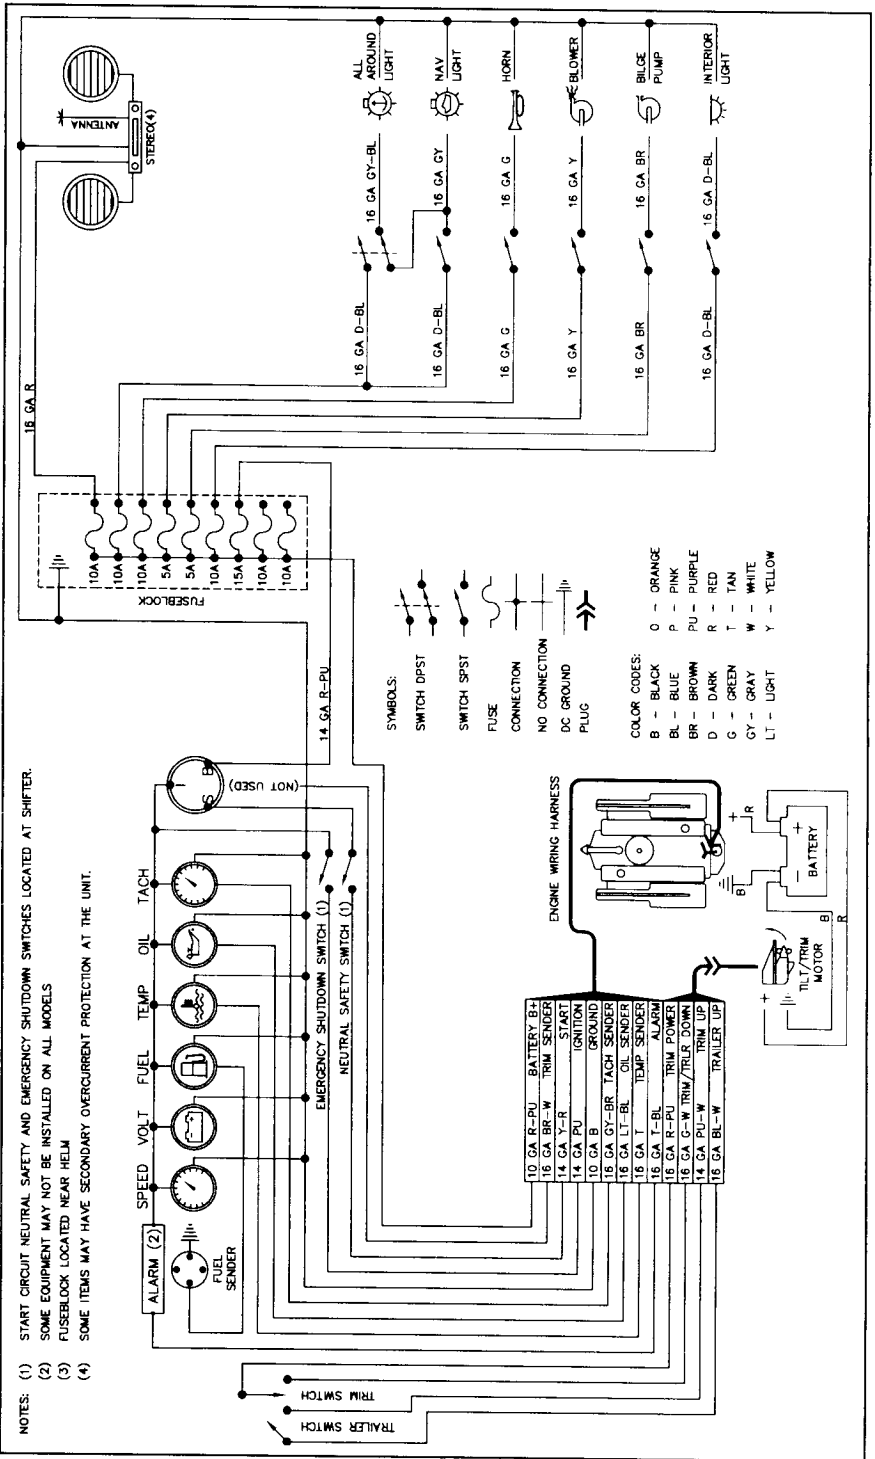 NOTES: (1) START CIRCUIT NEUTRAL SAFETY AND EMERGENCY SHUTDOWN SWITCHES LOCATED AT SHIFTER.
(2) SOME EQUIPMENT MAY NOT BE INSTALLED ON ALL MODELS
(3) FUSEBLOCK LOCATED NEAR HELM
(4) SOME ITEMS MAY HAVE SECONDARY OVERCURRENT PROTECTION AT THE UNIT.
ALARM (2)
SPEED
VOLT
FUEL
TEMP
OIL
TACH
I
S
B
(NOT USED)
FUEL
SENDER
EMERGENCY SHUTDOWN SWITCH (1)
NEUTRAL SAFETY SWITCH (1)
14 GA R-PU
TRAILER SWITCH
TRIM SWITCH
10 GA R-PU BATTERY B+
16 GA BR-W TRIM SENDER
14 GA Y-R START
14 GA PU IGNITION
10 GA B GROUND
16 GA GY-BR TACH SENDER
16 GA LT-BL OIL SENDER
16 GA T TEMP SENDER
16 GA T-BL ALARM
16 GA R-PU TRIM POWER
16 GA G-W TRIM/TRLR DOWN
14 GA PU-W TRIM UP
16 GA BL-W TRAILER UP
ENGINE WIRING HARNESS
TILT/TRIM
MOTOR
+
B
R
B
+
R
-
+
BATTERY
FUSEBLOCK
10A
10A
10A
5A
5A
10A
15A
10A
10A
16 GA R
STEREO(4)
ANTENNA
16 GA D-BL
16 GA GY-BL
ALL
AROUND
LIGHT
16 GA D-BL
16 GA GY
NAV
LIGHT
16 GA G
16 GA G
HORN
16 GA Y
16 GA Y
BLOWER
16 GA BR
16 GA BR
BILGE
PUMP
16 GA D-BL
16 GA D-BL
INTERIOR
LIGHT
SYMBOLS:
SWITCH DPST
SWITCH SPST
FUSE
CONNECTION
NO CONNECTION
DC GROUND
PLUG
COLOR CODES:
B - BLACK O - ORANGE
BL - BLUE P - PINK
BR - BROWN PU - PURPLE
D - DARK R - RED
G - GREEN T - TAN
GY - GRAY W - WHITE
LT - LIGHT Y - YELLOW